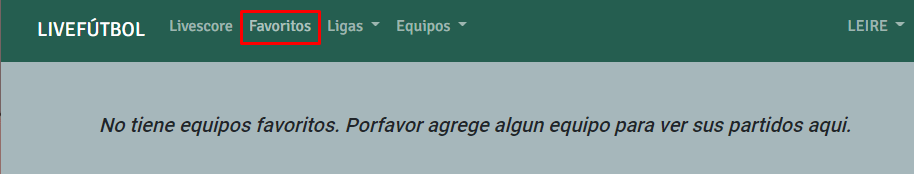 LIVEFÚTBOL Livescore Favoritos Ligas Equipos LEIRE
No tiene equipos favoritos. Porfavor agrege algun equipo para ver sus partidos aqui.